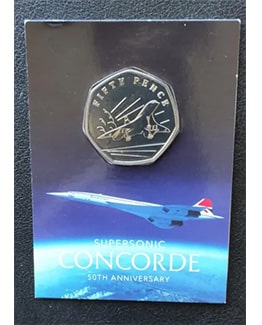 FIFTY PENCE
SUPERSONIC
CONCORDE
50TH ANNIVERSARY